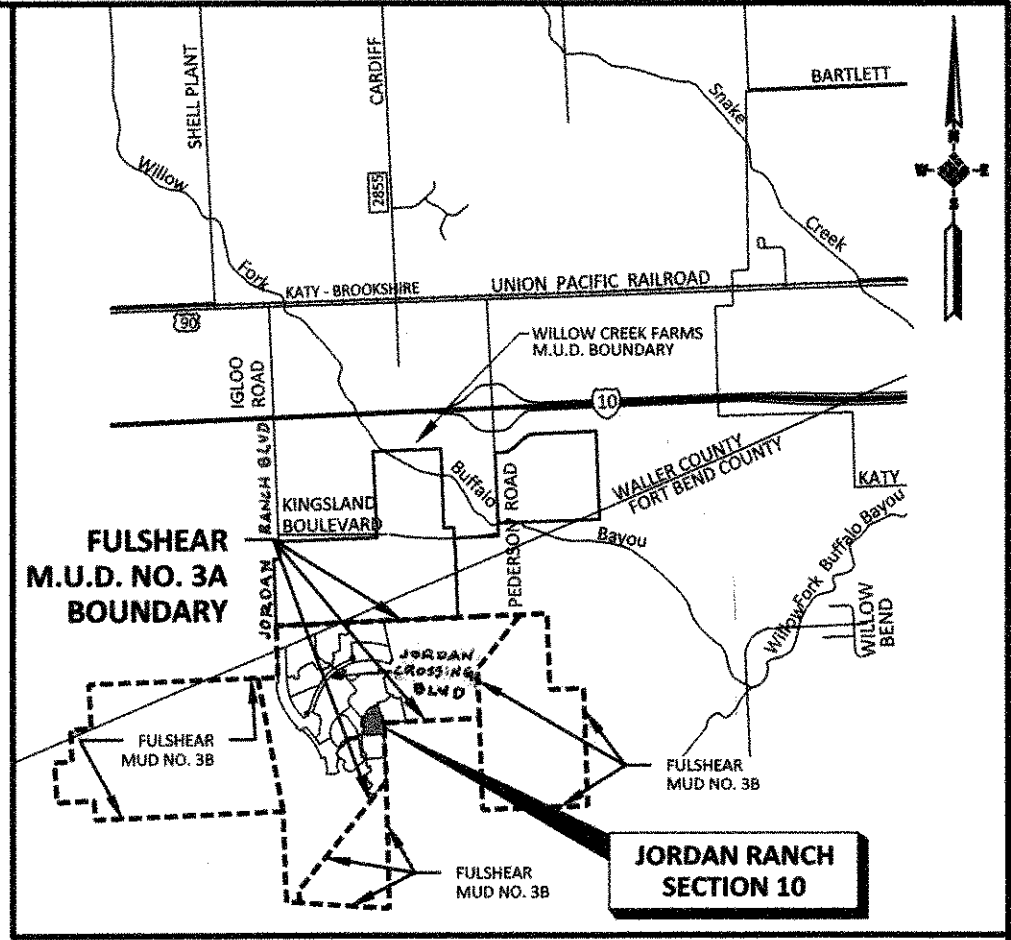 SHELL PLANT
CARDIFF
BARTLETT
Snake
Creek
Willow
2855
Fork
N
W
E
S
KATY - BROOKSHIRE
UNION PACIFIC RAILROAD
90
WILLOW CREEK FARMS
M.U.D. BOUNDARY
IGLOO
ROAD
10
JORDAN RANCH BLVD
KINGSLAND
BOULEVARD
Buffalo
Bayou
PEDERSON ROAD
WALLER COUNTY
FORT BEND COUNTY
KATY
Willow Fork Buffalo Bayou
WILLOW
BEND
FULSHEAR
M.U.D. NO. 3A
BOUNDARY
JORDAN
CROSSING
BLVD
FULSHEAR
MUD NO. 3B
FULSHEAR
MUD NO. 3B
FULSHEAR
MUD NO. 3B
JORDAN RANCH
SECTION 10